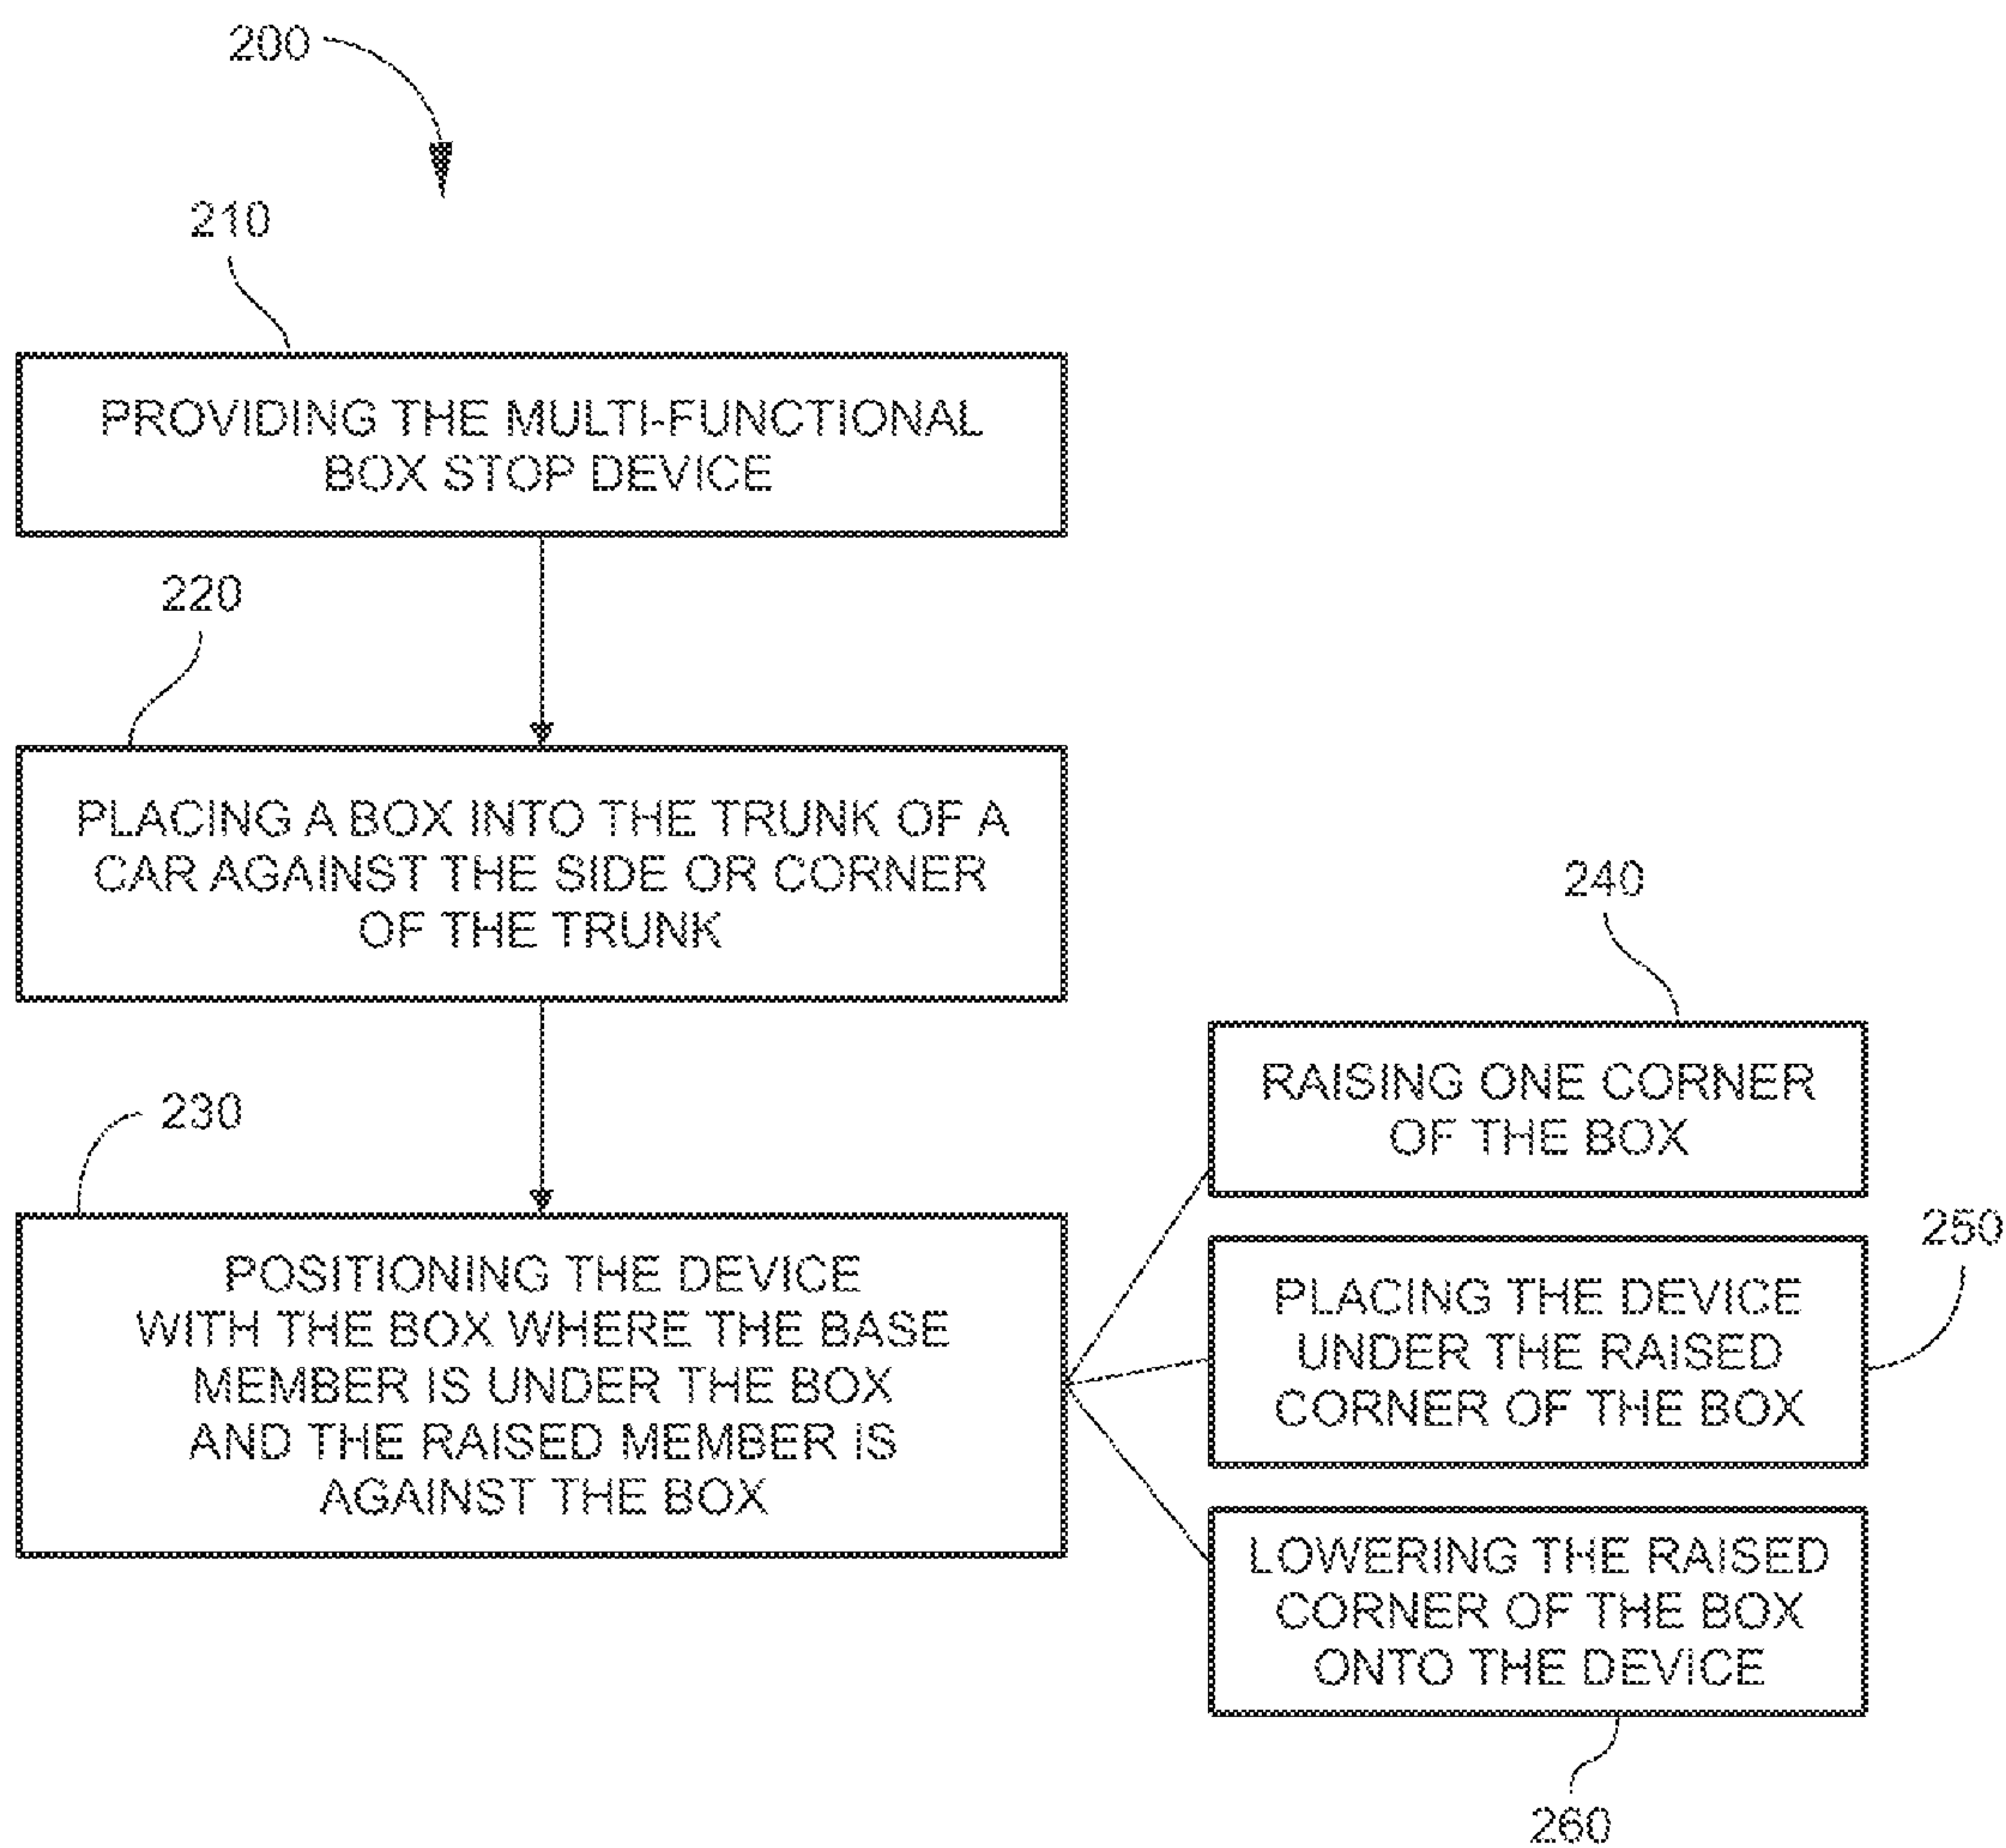 200
210
PROVIDING THE MULTI-FUNCTIONAL
BOX STOP DEVICE
220
PLACING A BOX INTO THE TRUNK OF A
CAR AGAINST THE SIDE OR CORNER
OF THE TRUNK
230
POSITIONING THE DEVICE
WITH THE BOX WHERE THE BASE
MEMBER IS UNDER THE BOX
AND THE RAISED MEMBER IS
AGAINST THE BOX
240
RAISING ONE CORNER
OF THE BOX
250
PLACING THE DEVICE
UNDER THE RAISED
CORNER OF THE BOX
LOWERING THE RAISED
CORNER OF THE BOX
ONTO THE DEVICE
260